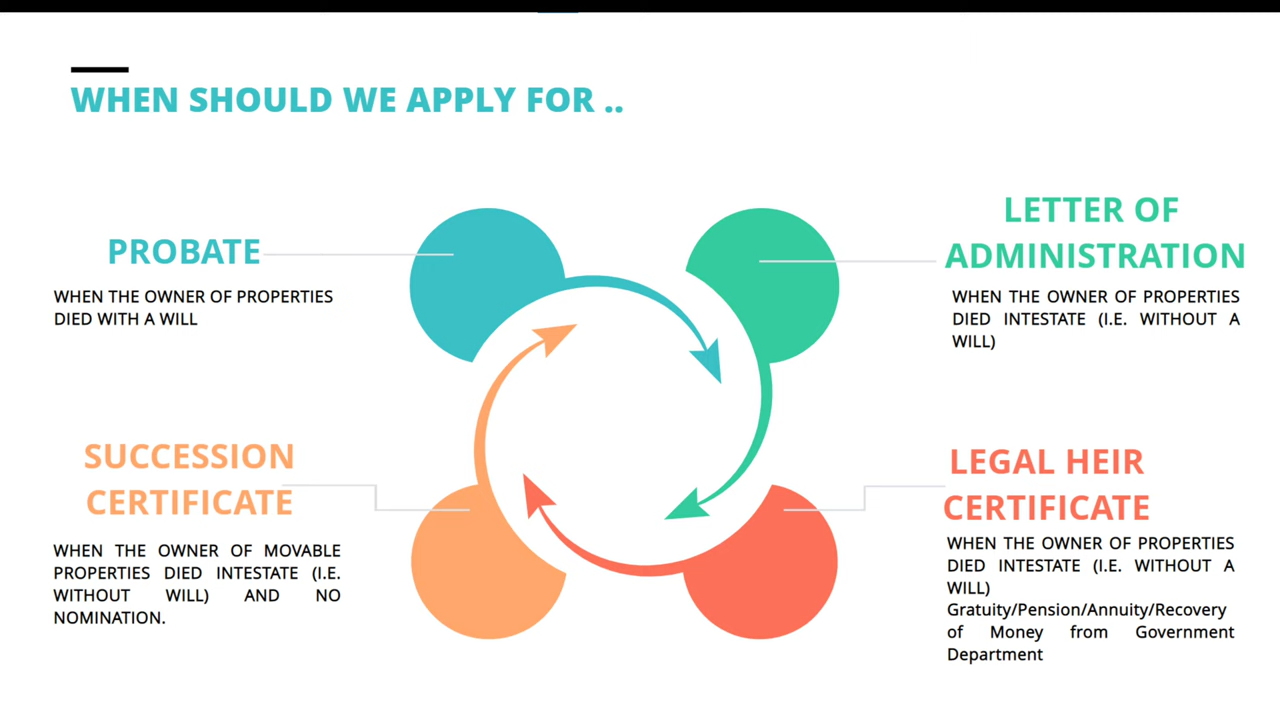 WHEN SHOULD WE APPLY FOR ..
PROBATE
WHEN THE OWNER OF PROPERTIES
DIED WITH A WILL
LETTER OF
ADMINISTRATION
WHEN THE OWNER OF PROPERTIES
DIED INTESTATE (I.E. WITHOUT A
WILL)
SUCCESSION
CERTIFICATE
WHEN THE OWNER OF MOVABLE
PROPERTIES DIED INTESTATE (I.E.
WITHOUT WILL) AND NO
NOMINATION.
LEGAL HEIR
CERTIFICATE
WHEN THE OWNER OF PROPERTIES
DIED INTESTATE (I.E. WITHOUT A
WILL)
Gratuity/Pension/Annuity/Recovery
of Money from Government
Department